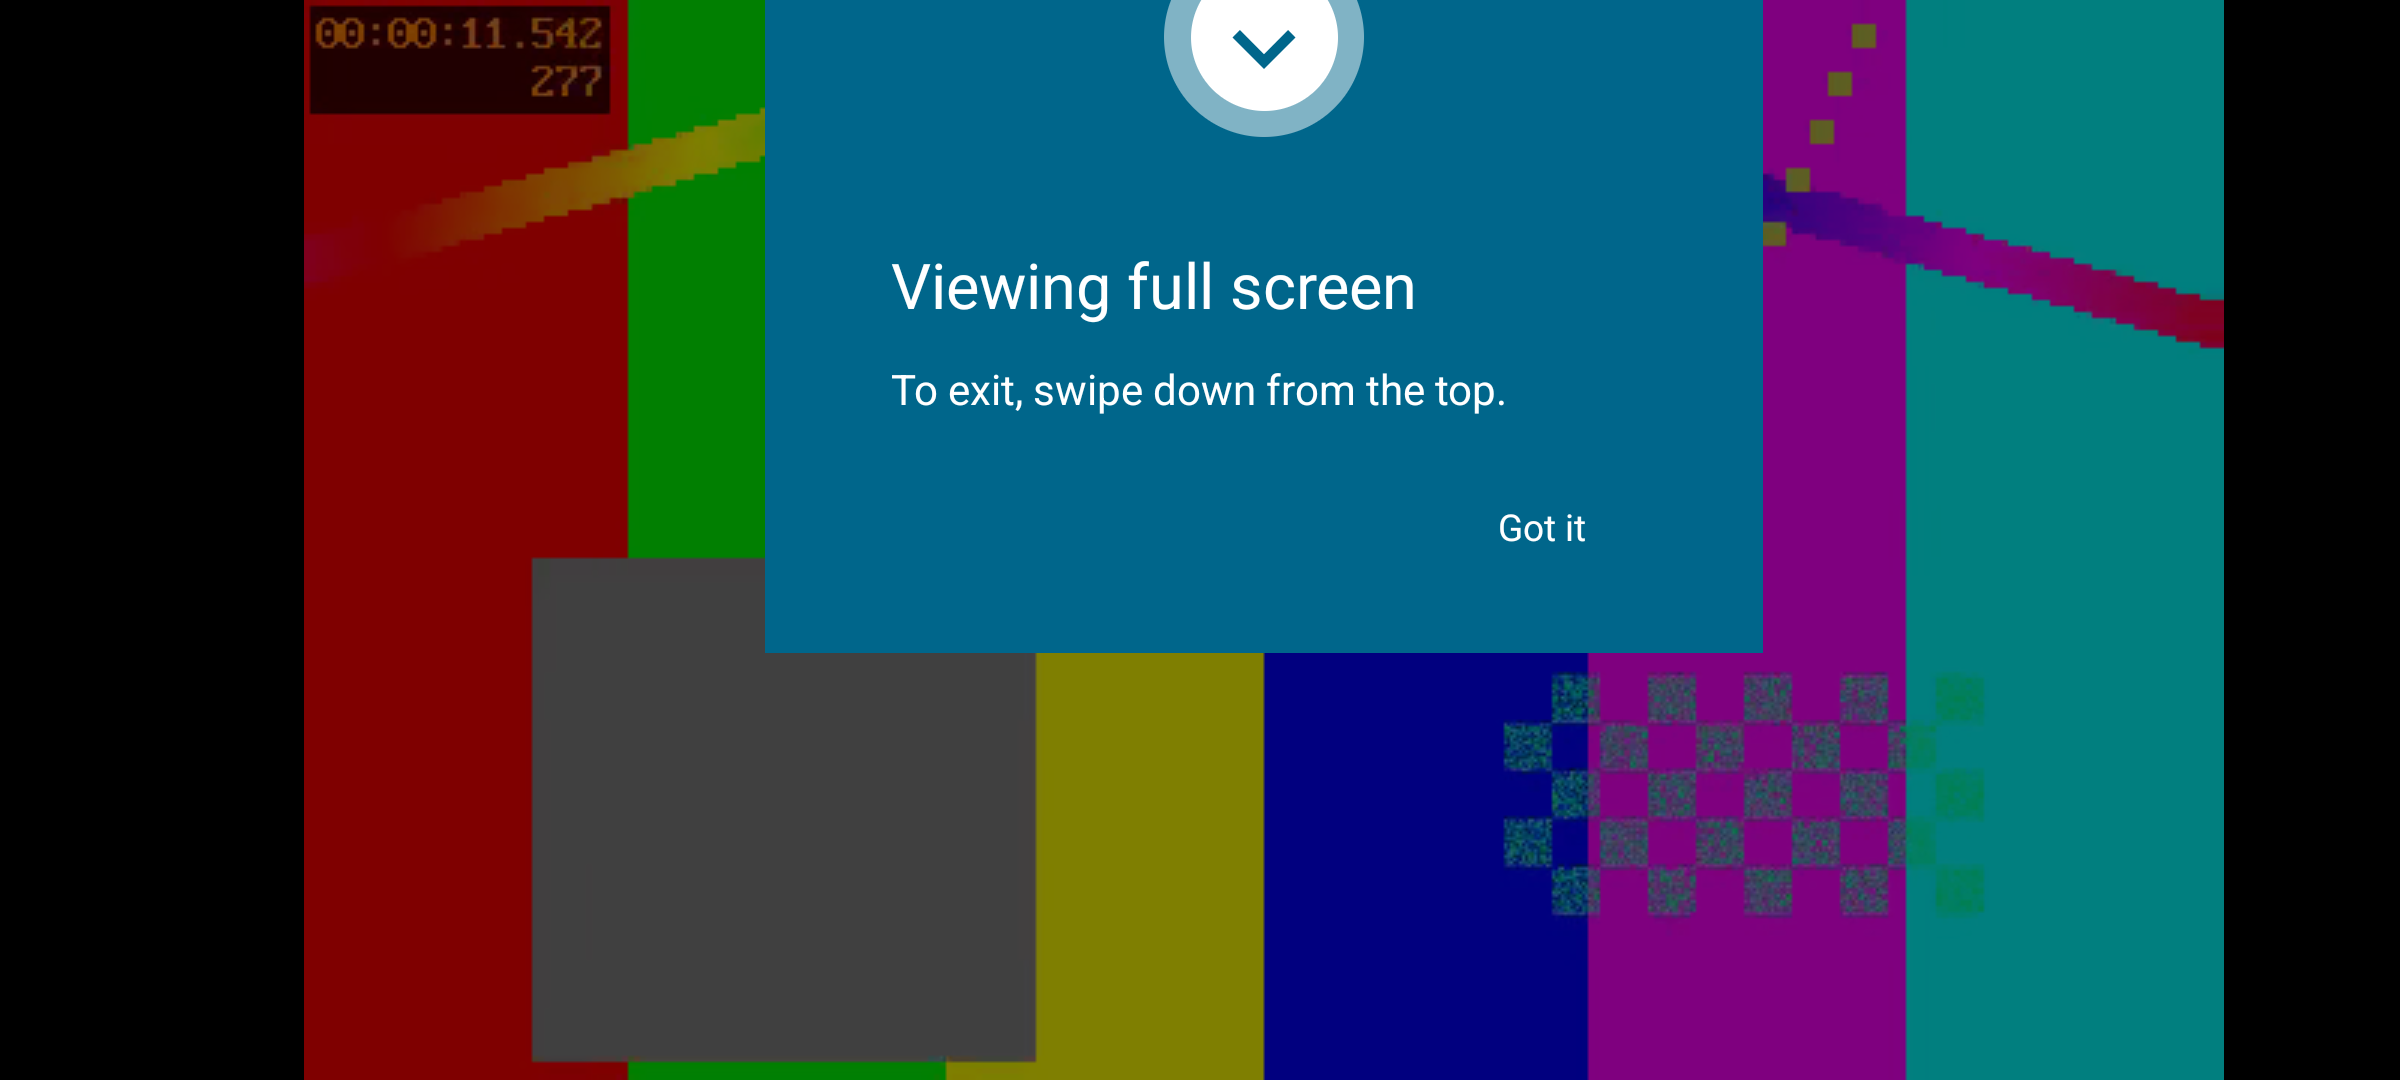 00:00:11.542
277
Viewing full screen
To exit, swipe down from the top.
Got it